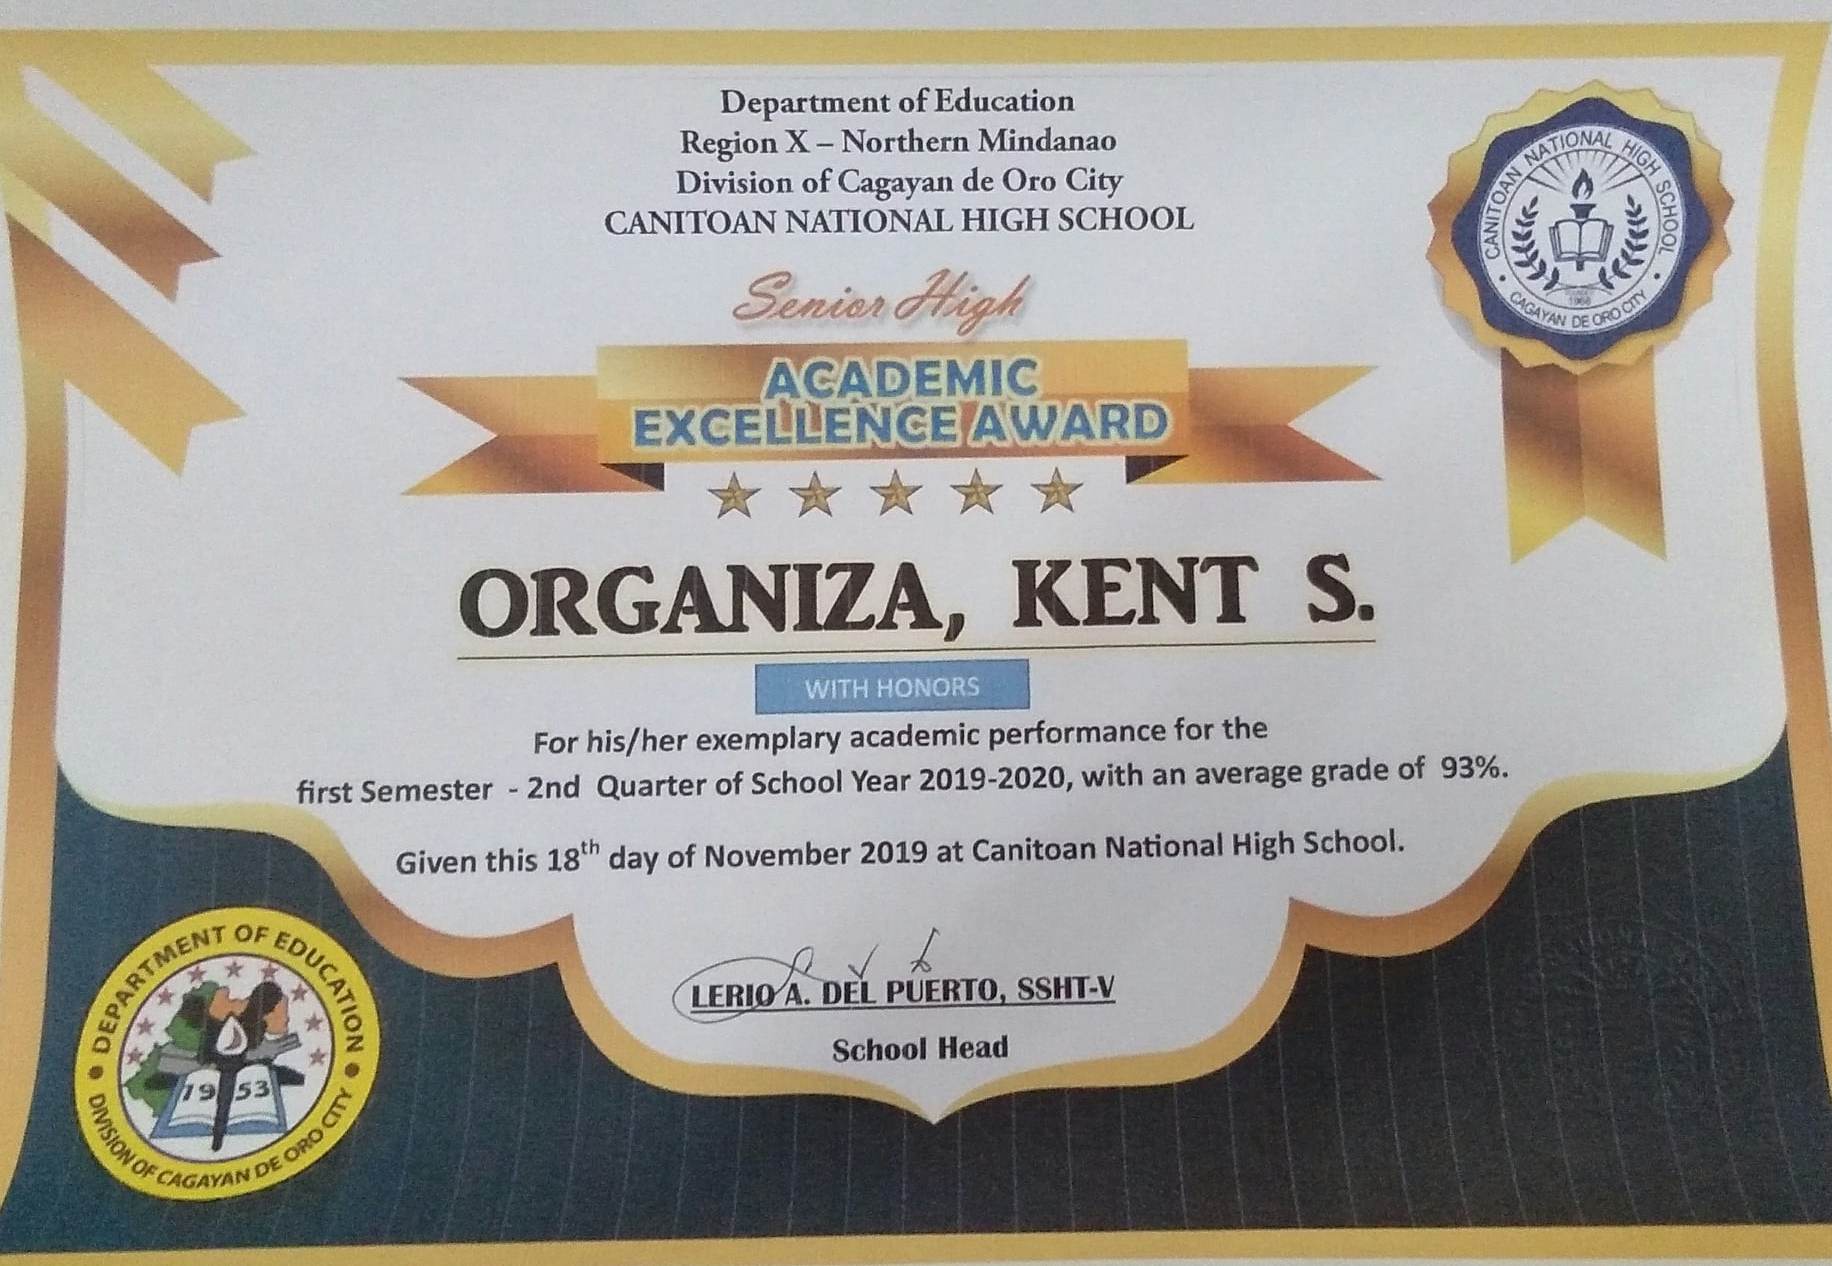 Department of Education
Region X – Northern Mindanao
Division of Cagayan de Oro City
CANITOAN NATIONAL HIGH SCHOOL
CANITOAN NATIONAL HIGH SCHOOL • CAGAYAN DE ORO CITY •
1968
Senior High
ACADEMIC
EXCELLENCE AWARD
ORGANIZA, KENT S.
WITH HONORS
For his/her exemplary academic performance for the
first Semester - 2nd Quarter of School Year 2019-2020, with an average grade of 93%.
Given this 18th day of November 2019 at Canitoan National High School.
LERIO A. DEL PUERTO, SSHT-V
School Head
• DEPARTMENT OF EDUCATION •
DIVISION OF CAGAYAN DE ORO CITY
1953